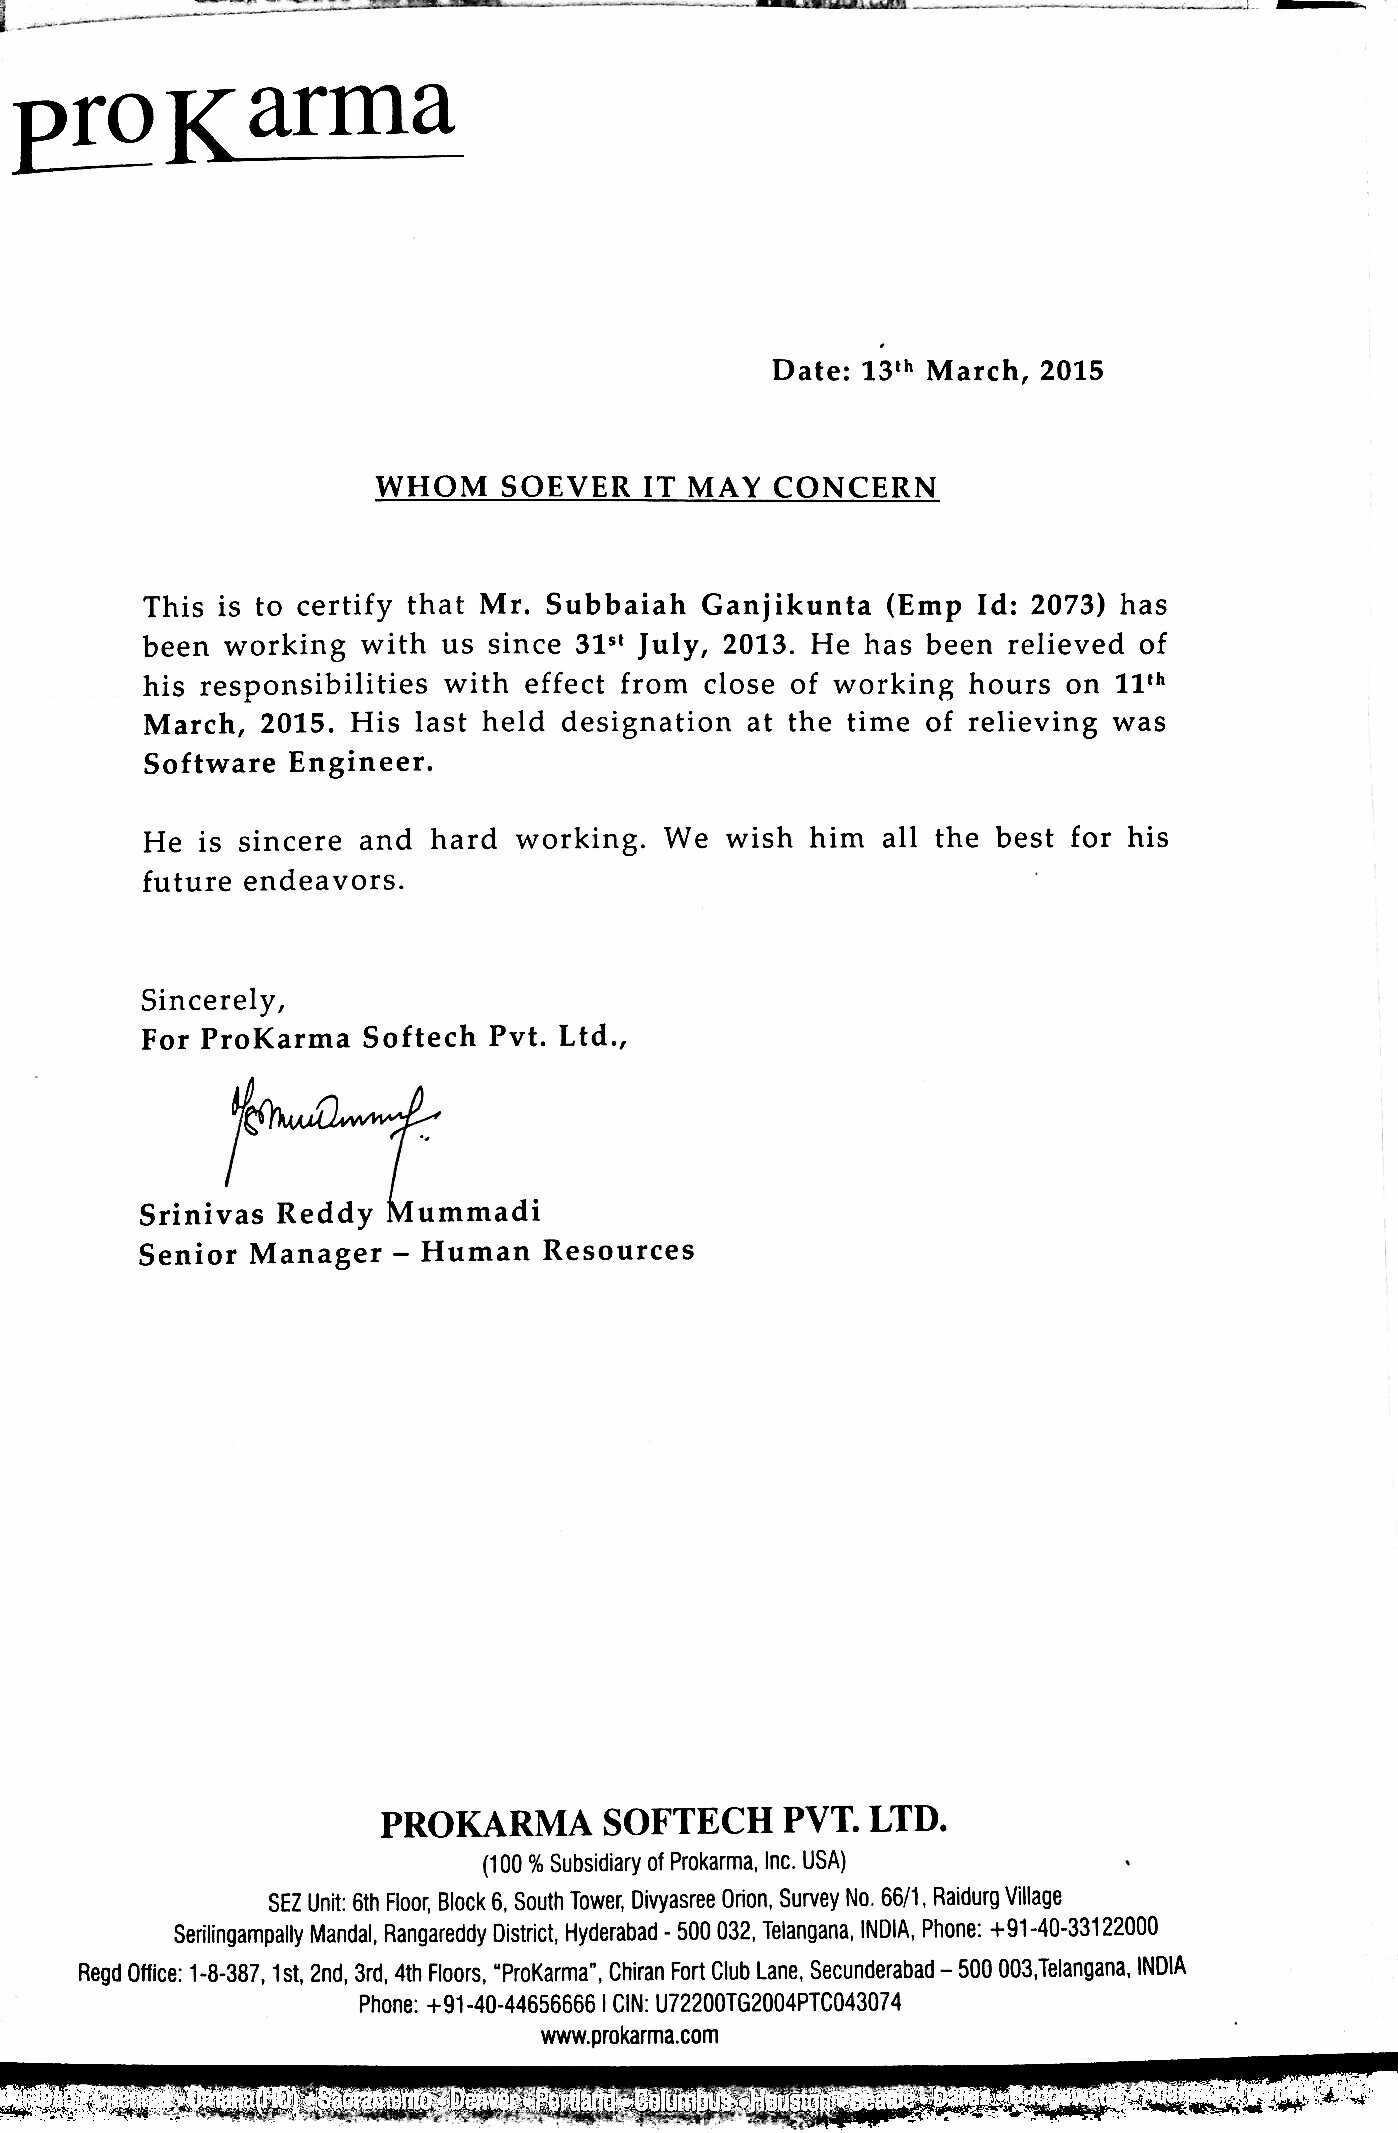 proKarma
Date: 13th March, 2015
WHOM SOEVER IT MAY CONCERN
This is to certify that Mr. Subbaiah Ganjikunta (Emp Id: 2073) has
been working with us since 31st July, 2013. He has been relieved of
his responsibilities with effect from close of working hours on 11th
March, 2015. His last held designation at the time of relieving was
Software Engineer.
He is sincere and hard working. We wish him all the best for his
future endeavors.
Sincerely,
For ProKarma Softech Pvt. Ltd.,
Srinivas Reddy Mummadi
Senior Manager – Human Resources
PROKARMA SOFTECH PVT. LTD.
(100 % Subsidiary of Prokarma, Inc. USA)
SEZ Unit: 6th Floor, Block 6, South Tower, Divyasree Orion, Survey No. 66/1, Raidurg Village
Serilingampally Mandal, Rangareddy District, Hyderabad - 500 032, Telangana, INDIA, Phone: +91-40-33122000
Regd Office: 1-8-387, 1st, 2nd, 3rd, 4th Floors, "ProKarma", Chiran Fort Club Lane, Secunderabad – 500 003,Telangana, INDIA
Phone: +91-40-44656666 I CIN: U72200TG2004PTC043074
www.prokarma.com
Omaha(HQ) - Sacramento - Denver - Portland - Columbus - Houston